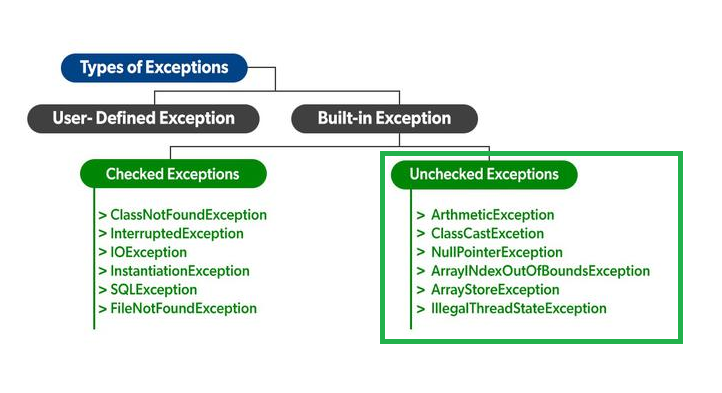 Types of Exceptions
User- Defined Exception
Built-in Exception
Checked Exceptions
> ClassNotFoundException
> InterruptedException
> IOException
> InstantiationException
> SQLException
> FileNotFoundException
Unchecked Exceptions
> ArthmeticException
> ClassCastExcetion
> NullPointerException
> ArrayINdexOutOfBoundsException
> ArrayStoreException
> IllegalThreadStateException